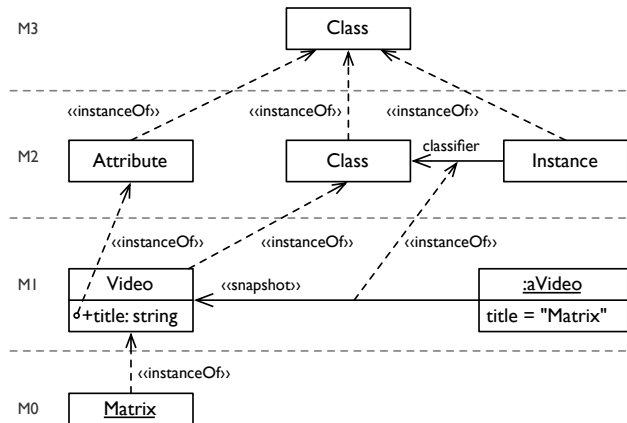 M3
Class
‹‹instanceOf›› ‹‹instanceOf›› ‹‹instanceOf››
M2
Attribute
Class
classifier
Instance
‹‹instanceOf›› ‹‹instanceOf›› ‹‹instanceOf››
M1
Video
+title: string
‹‹snapshot››
:aVideo
title = "Matrix"
‹‹instanceOf››
M0
Matrix